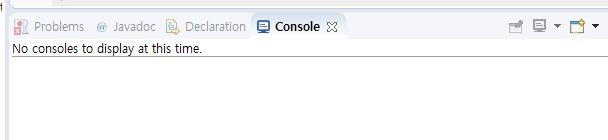 Problems @ Javadoc Declaration Console
No consoles to display at this time.